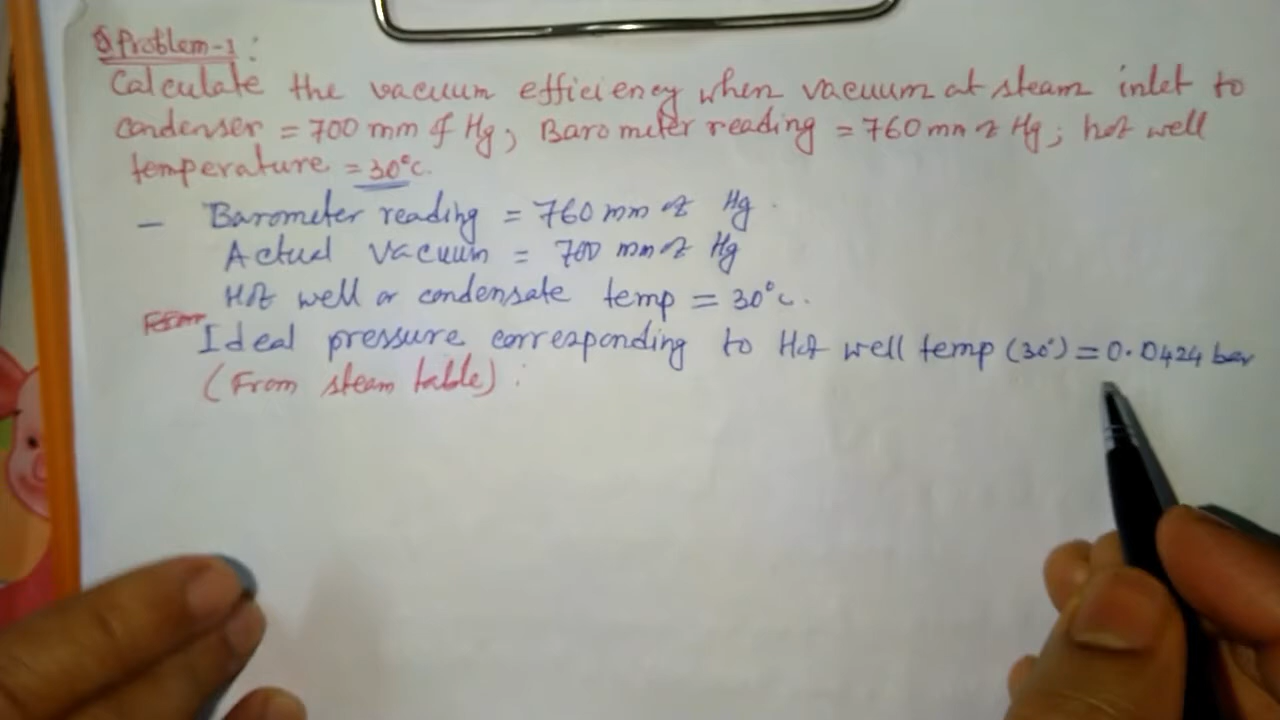 Problem-1:
Calculate the vacuum efficiency when vacuum at steam inlet to
condenser = 700 mm of Hg, Barometer reading = 760 mm of Hg; hot well
temperature = 30°c.
- Barometer reading = 760 mm of Hg.
Actual Vacuum = 700 mm of Hg
Hot well or condensate temp = 30°c.
From Ideal pressure corresponding to Hot well temp (30°) = 0.0424 bar
(From steam table):